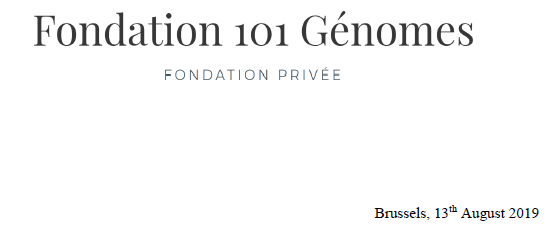 Fondation 101 Génomes
FONDATION PRIVÉE
Brussels, 13th August 2019